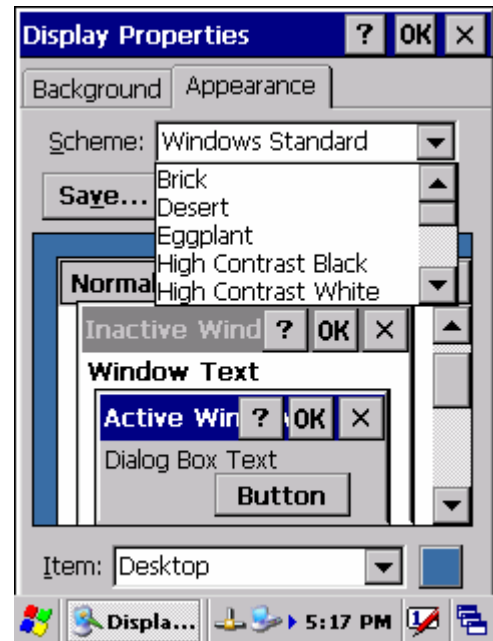 Display Properties ? OK ×
Background Appearance
Scheme: Windows Standard
Save...
Brick
Desert
Eggplant
High Contrast Black
High Contrast White
Normal
Inactive Wind ? OK ×
Window Text
Active Win ? OK ×
Dialog Box Text
Button
Item: Desktop
Displa... 5:17 PM